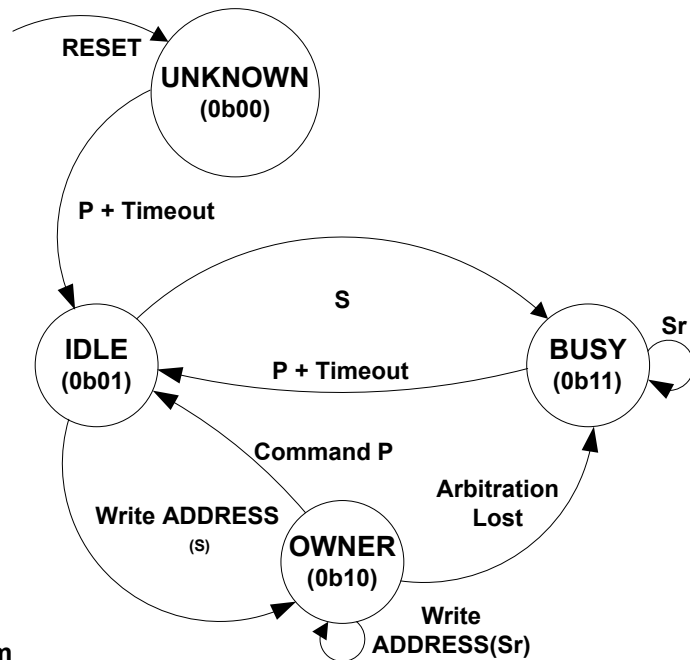 RESET
UNKNOWN
(0b00)
P + Timeout
S
IDLE
(0b01)
BUSY
(0b11)
Sr
P + Timeout
Command P
Arbitration
Lost
Write ADDRESS
(S)
OWNER
(0b10)
Write
ADDRESS(Sr)
m